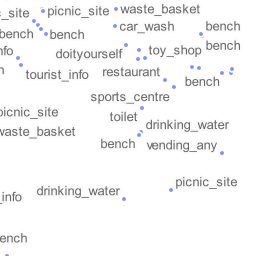 _site picnic_site waste_basket
car_wash bench
bench bench
nfo doityourself toy_shop bench
tourist_info restaurant bench
sports_centre
picnic_site toilet drinking_water
waste_basket bench vending_any
picnic_site
_info drinking_water
ench